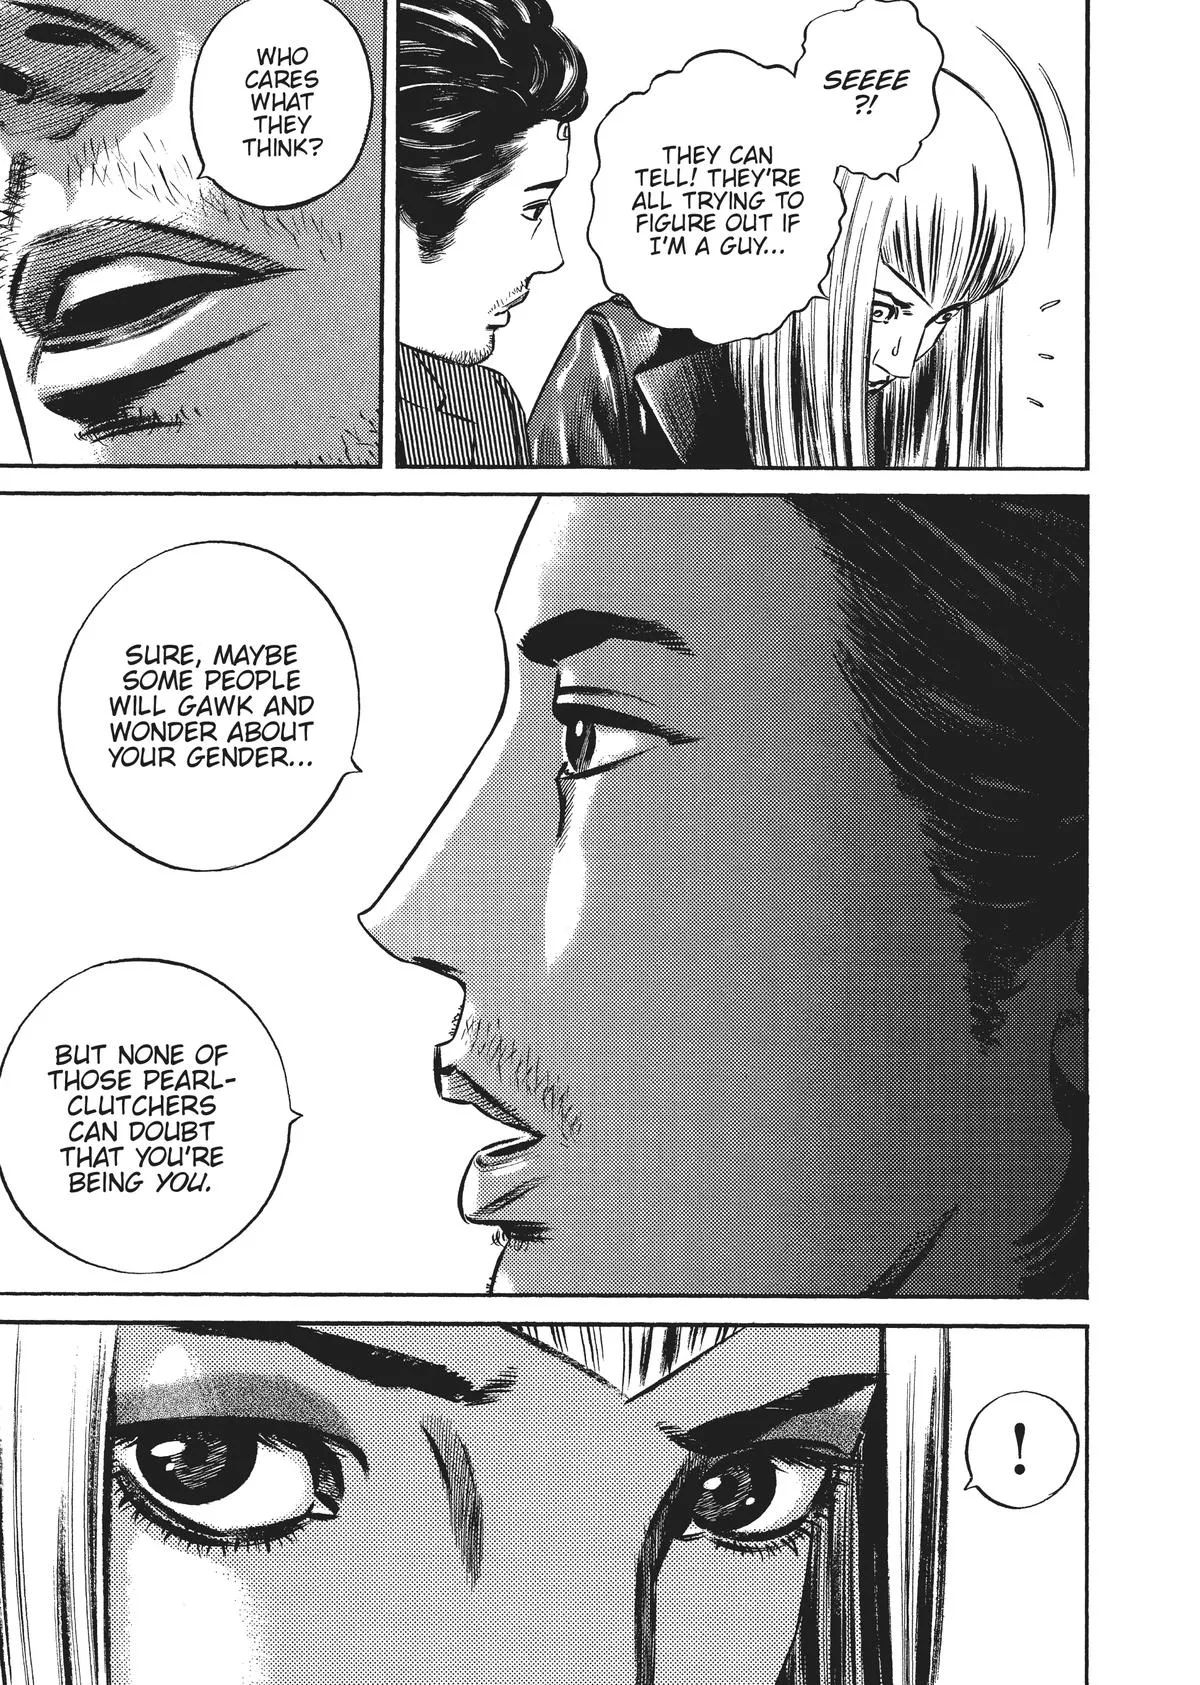 SEEEE
?!
THEY CAN
TELL! THEY'RE
ALL TRYING TO
FIGURE OUT IF
I'M A GUY...
WHO
CARES
WHAT
THEY
THINK?
SURE, MAYBE
SOME PEOPLE
WILL GAWK AND
WONDER ABOUT
YOUR GENDER...
BUT NONE OF
THOSE PEARL-
CLUTCHERS
CAN DOUBT
THAT YOU'RE
BEING YOU.
!